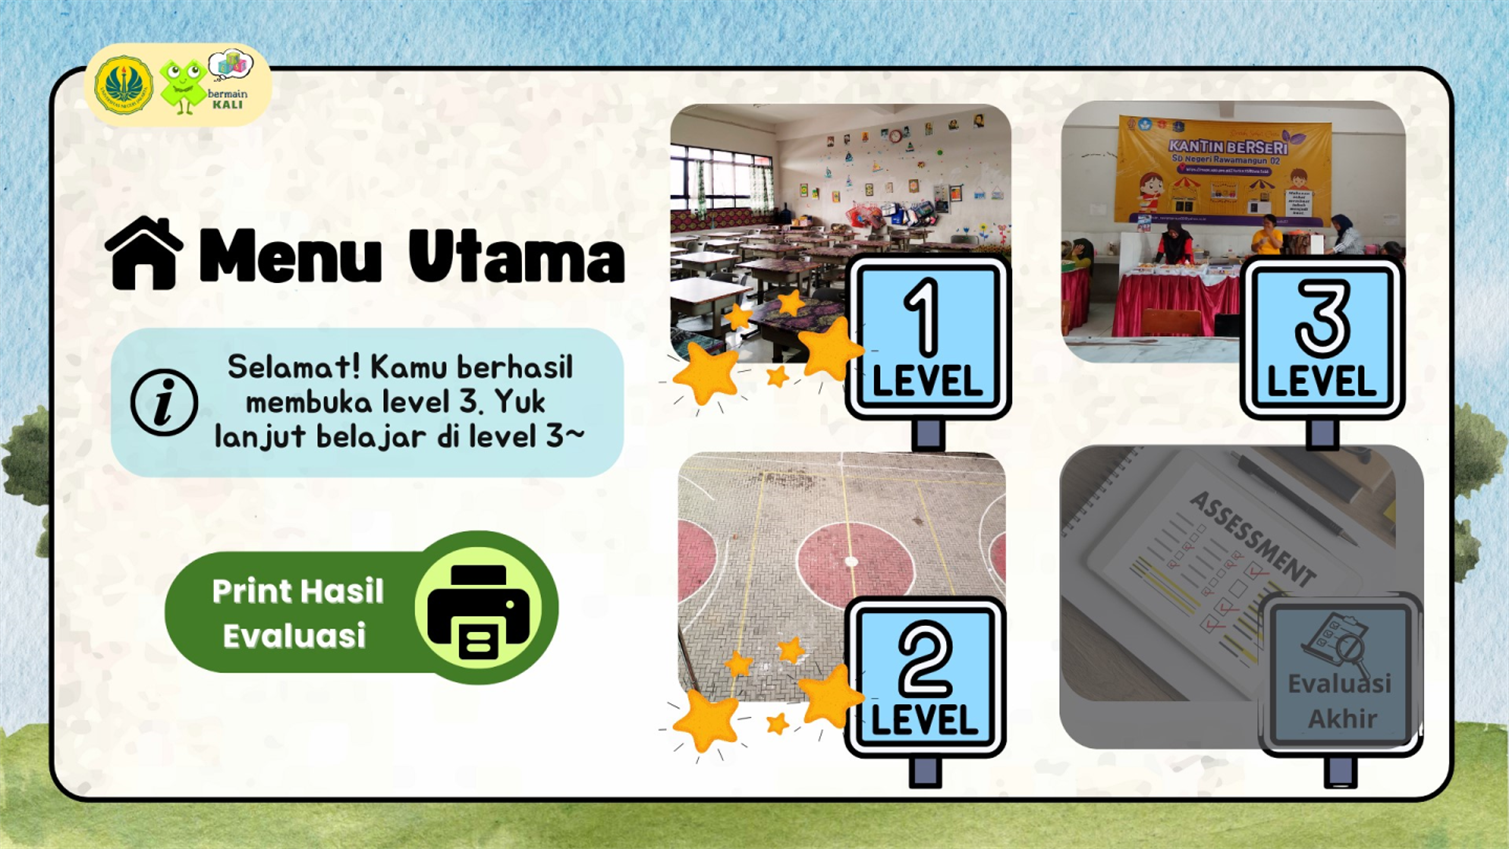 bermain
KALI
Menu Utama
i
Selamat! Kamu berhasil
membuka level 3. Yuk
lanjut belajar di level 3~
Print Hasil
Evaluasi
1
LEVEL
KANTIN BERSERI
SD Negeri Rawamangun 02
3
LEVEL
2
LEVEL
ASSESSMENT
Evaluasi
Akhir